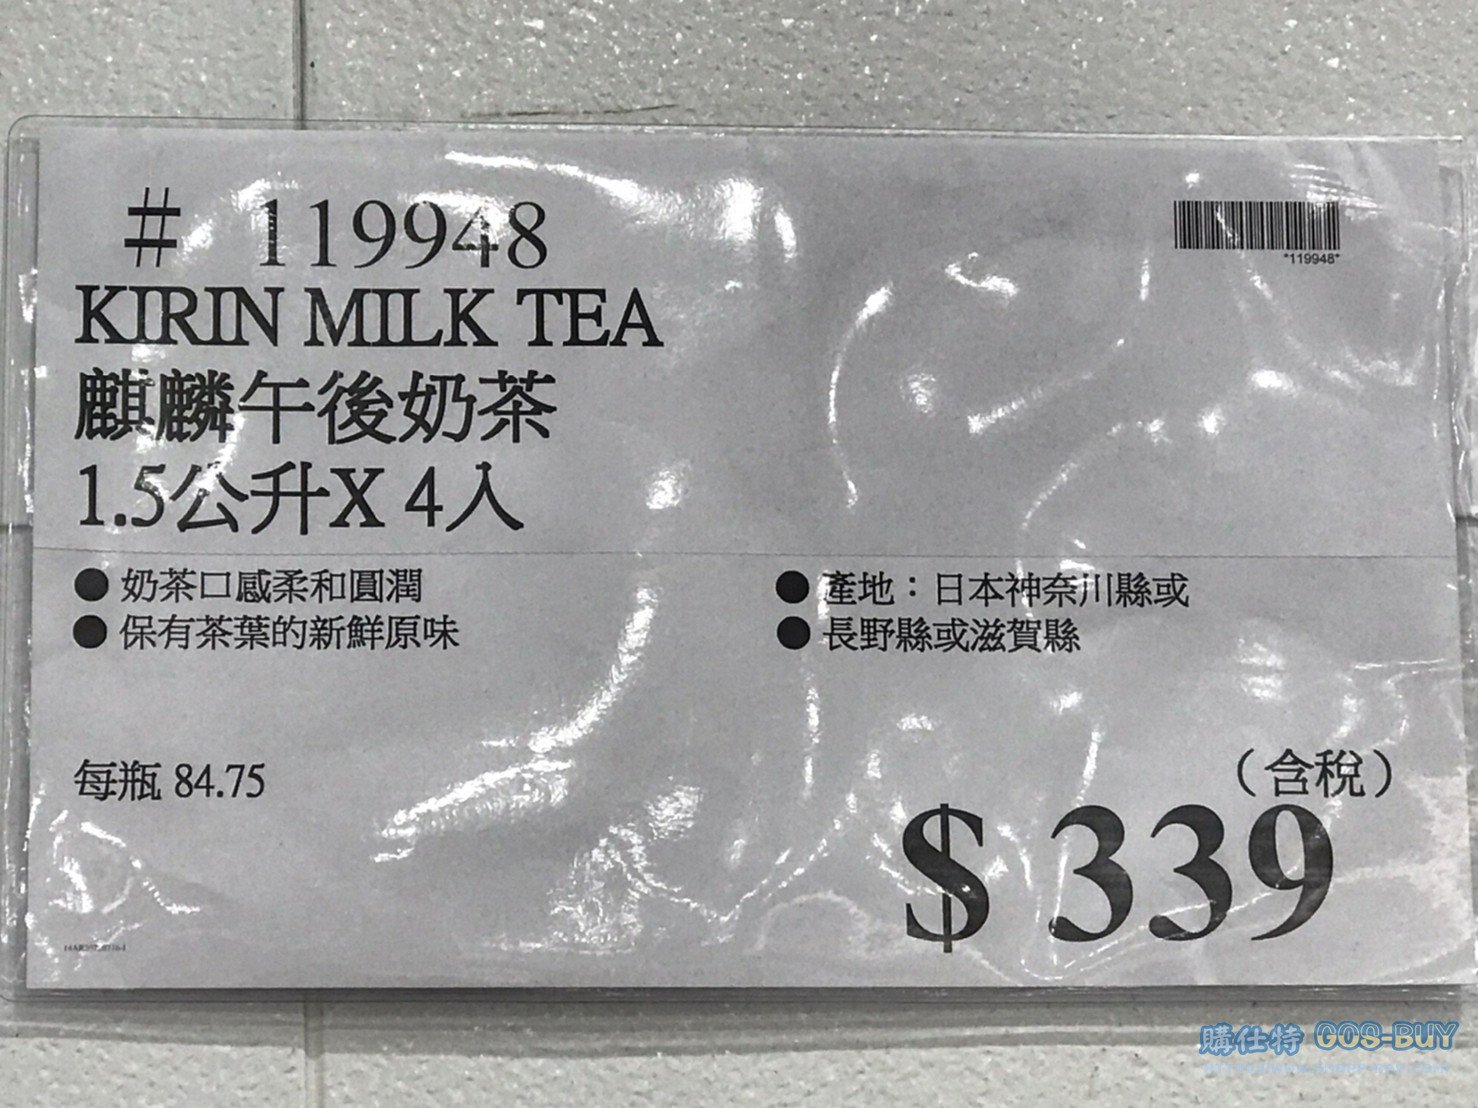 # 119948
*119948*
KIRIN MILK TEA
麒麟午後奶茶
1.5公升X 4入
● 奶茶口感柔和圓潤
● 保有茶葉的新鮮原味
● 產地：日本神奈川縣或
● 長野縣或滋賀縣
每瓶 84.75
（含稅）
$ 339
購仕特 GOS-BUY